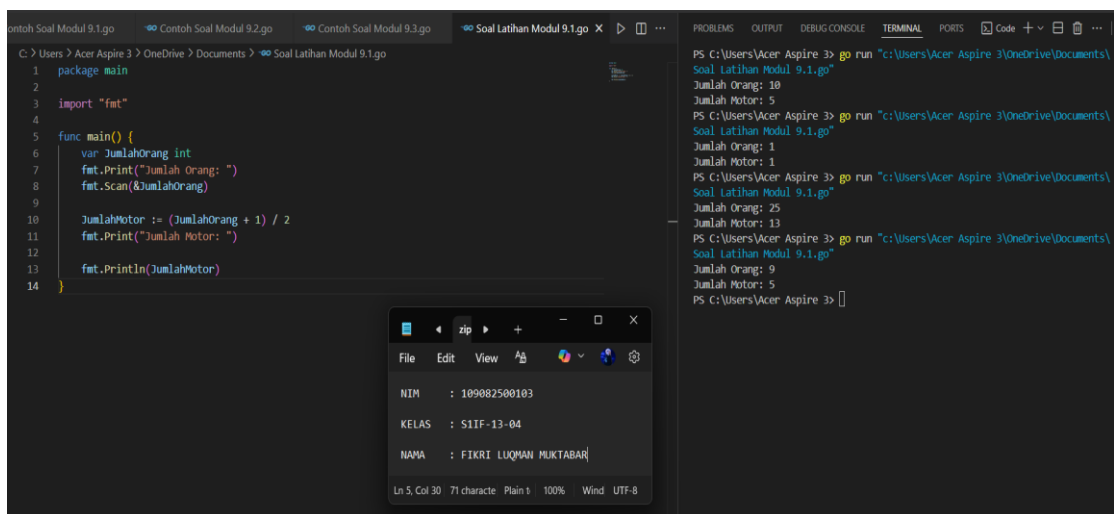 ontoh Soal Modul 9.1.go
Contoh Soal Modul 9.2.go
Contoh Soal Modul 9.3.go
Soal Latihan Modul 9.1.go X
C: > Users > Acer Aspire 3 > OneDrive > Documents > Soal Latihan Modul 9.1.go
1 package main
2
3 import "fmt"
4
5 func main() {
6 var JumlahOrang int
7 fmt.Print("Jumlah Orang: ")
8 fmt.Scan(&JumlahOrang)
9
10 JumlahMotor := (JumlahOrang + 1) / 2
11 fmt.Print("Jumlah Motor: ")
12
13 fmt.Println(JumlahMotor)
14 }
PROBLEMS OUTPUT DEBUG CONSOLE TERMINAL PORTS Code
PS C:\Users\Acer Aspire 3> go run "c:\Users\Acer Aspire 3\OneDrive\Documents\
Soal Latihan Modul 9.1.go"
Jumlah Orang: 10
Jumlah Motor: 5
PS C:\Users\Acer Aspire 3> go run "c:\Users\Acer Aspire 3\OneDrive\Documents\
Soal Latihan Modul 9.1.go"
Jumlah Orang: 1
Jumlah Motor: 1
PS C:\Users\Acer Aspire 3> go run "c:\Users\Acer Aspire 3\OneDrive\Documents\
Soal Latihan Modul 9.1.go"
Jumlah Orang: 25
Jumlah Motor: 13
PS C:\Users\Acer Aspire 3> go run "c:\Users\Acer Aspire 3\OneDrive\Documents\
Soal Latihan Modul 9.1.go"
Jumlah Orang: 9
Jumlah Motor: 5
PS C:\Users\Acer Aspire 3>
zip
File Edit View
NIM : 109082500103
KELAS : S1IF-13-04
NAMA : FIKRI LUQMAN MUKTABAR
Ln 5, Col 30 71 characte Plain t 100% Wind UTF-8